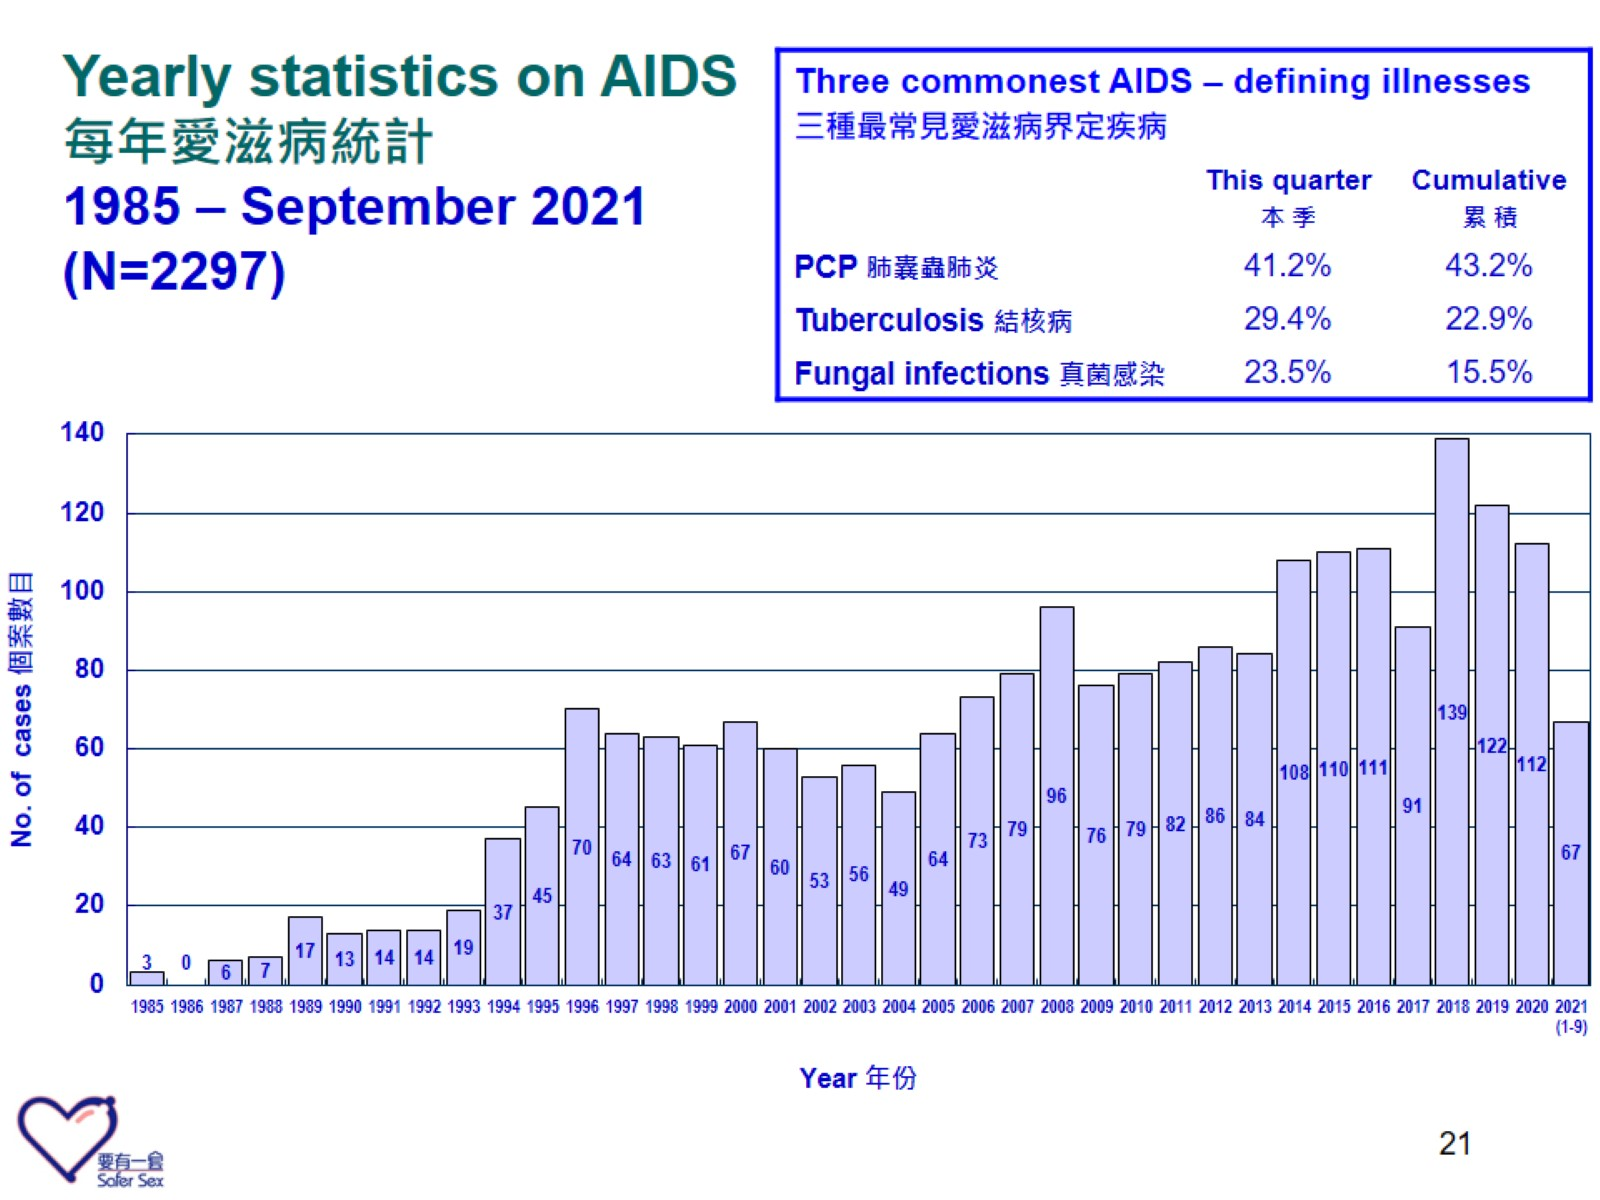 Yearly statistics on AIDS
每年愛滋病統計
1985 – September 2021
(N=2297)
Three commonest AIDS – defining illnesses
三種最常見愛滋病界定疾病
This quarter Cumulative
本季 累積
PCP 肺囊蟲肺炎 41.2% 43.2%
Tuberculosis 結核病 29.4% 22.9%
Fungal infections 真菌感染 23.5% 15.5%
No. of cases 個案數目
140
120
100
80
60
40
20
0
3 0 6 7 17 13 14 14 19 37 45 70 64 63 61 67 60 53 56 49 64 73 79 96 76 79 82 86 84 108 110 111 91 139 122 112 67
1985 1986 1987 1988 1989 1990 1991 1992 1993 1994 1995 1996 1997 1998 1999 2000 2001 2002 2003 2004 2005 2006 2007 2008 2009 2010 2011 2012 2013 2014 2015 2016 2017 2018 2019 2020 2021
(1-9)
Year 年份
要有一套
Safer Sex
21